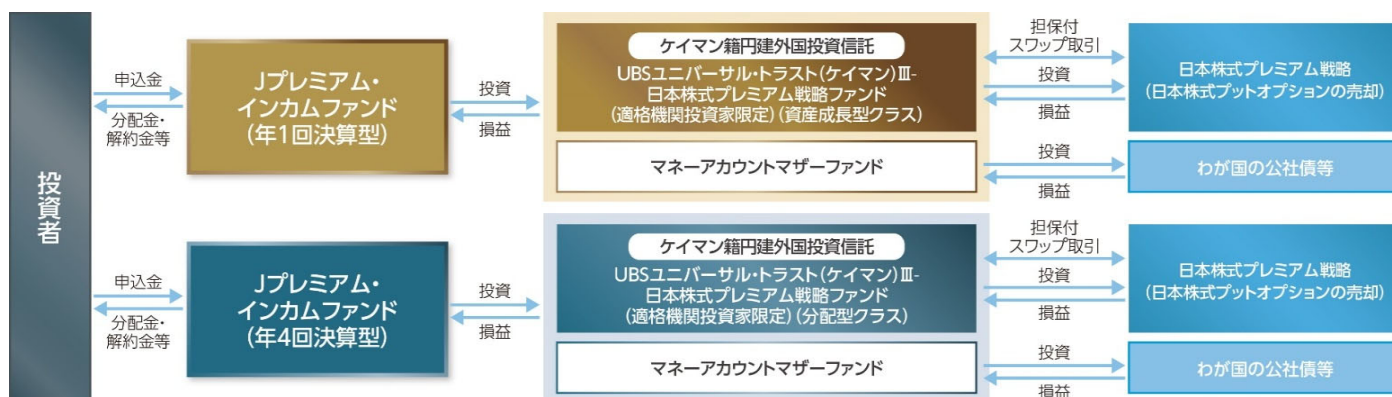 投資者
申込金
分配金・
解約金等
Jプレミアム・
インカムファンド
(年1回決算型)
投資
損益
ケイマン籍円建外国投資信託
UBSユニバーサル・トラスト(ケイマン)Ⅲ-
日本株式プレミアム戦略ファンド
(適格機関投資家限定)(資産成長型クラス)
マネーアカウントマザーファンド
担保付
スワップ取引
投資
損益
日本株式プレミアム戦略
(日本株式プットオプションの売却)
投資
損益
わが国の公社債等
申込金
分配金・
解約金等
Jプレミアム・
インカムファンド
(年4回決算型)
投資
損益
ケイマン籍円建外国投資信託
UBSユニバーサル・トラスト(ケイマン)Ⅲ-
日本株式プレミアム戦略ファンド
(適格機関投資家限定)(分配型クラス)
マネーアカウントマザーファンド
担保付
スワップ取引
投資
損益
日本株式プレミアム戦略
(日本株式プットオプションの売却)
投資
損益
わが国の公社債等